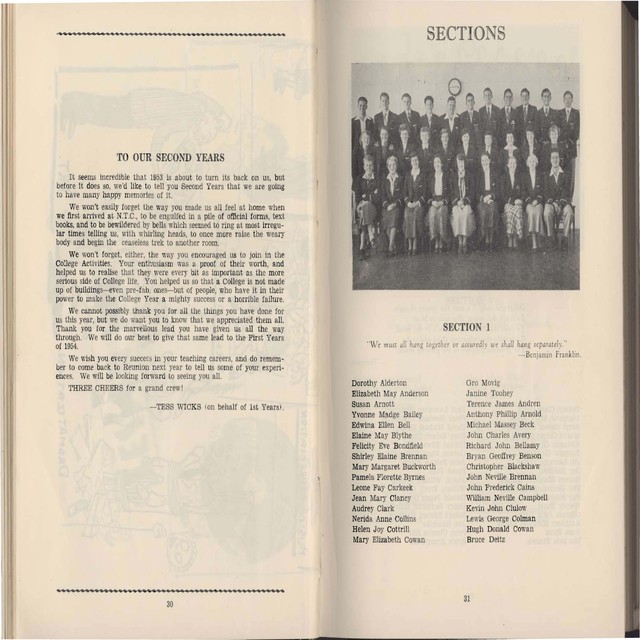 TO OUR SECOND YEARS
It seems incredible that 1953 is about to turn its back on us, but
before it does so, we'd like to tell you Second Years that we are going
to have many happy memories of it.
We won't easily forget the way you made us all feel at home when
we first arrived at N.T.C., to be engulfed in a pile of official forms, text
books, and to be bewildered by bells which seemed to ring at most irregu-
lar times telling us, with whirling heads, to once more raise the weary
body and begin the ceaseless trek to another room.
We won't forget, either, the way you encouraged us to join in the
College Activities. Your enthusiasm was a proof of their worth, and
helped us to realise that they were every bit as important as the more
serious side of College life. You helped us so that a College is not made
up of buildings—even pre-fab. ones—but of people, who have it in their
power to make the College Year a mighty success or a horrible failure.
We cannot possibly thank you for all the things you have done for
us this year, but we do want you to know that we appreciated them all.
Thank you for the marvellous lead you have given us all the way
through. We will do our best to give that same lead to the First Years
of 1954.
We wish you every success in your teaching careers, and do remem-
ber to come back to Reunion next year to tell us some of your experi-
ences. We will be looking forward to seeing you all.
THREE CHEERS for a grand crew!
—TESS WICKS (on behalf of 1st Years).
30
SECTIONS
SECTION 1
"We must all hang together or assuredly we shall hang separately."
—Benjamin Franklin.
Dorothy Alderton
Elizabeth May Anderson
Susan Arnott
Yvonne Madge Bailey
Edwina Ellen Bell
Elaine May Blythe
Felicity Eve Bondfield
Shirley Elaine Brennan
Mary Margaret Buckworth
Pamela Florette Byrnes
Leone Fay Carkeek
Jean Mary Clancy
Audrey Clark
Nerida Anne Collins
Helen Joy Cottrill
Mary Elizabeth Cowan
Gro Movig
Janine Toohey
Terence James Andren
Anthony Phillip Arnold
Michael Massey Beck
John Charles Avery
Richard John Bellamy
Bryan Geoffrey Benson
Christopher Blackshaw
John Neville Brennan
John Frederick Cains
William Neville Campbell
Kevin John Clulow
Lewis George Colman
Hugh Donald Cowan
Bruce Deitz
31